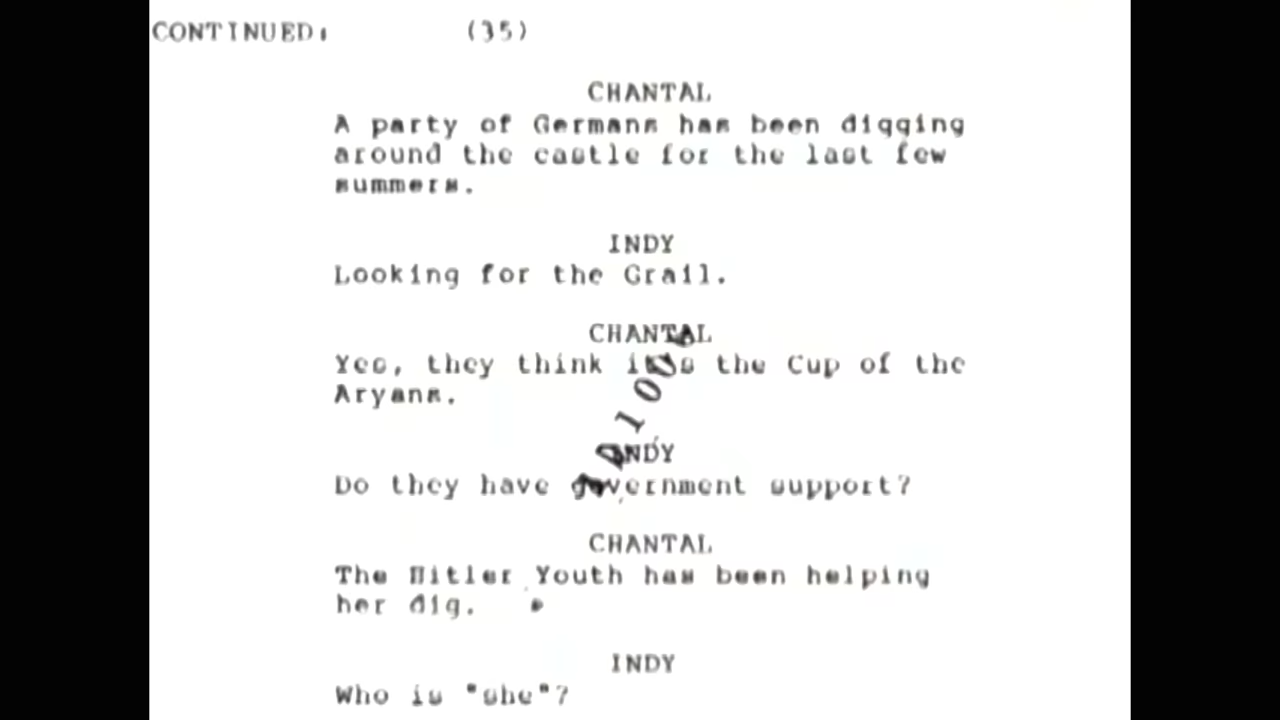 CONTINUED: (35)
CHANTAL
A party of Germans has been digging
around the castle for the last few
summers.
INDY
Looking for the Grail.
CHANTAL
Yes, they think it's the Cup of the
Aryans.
INDY
Do they have government support?
CHANTAL
The Hitler Youth has been helping
her dig.
INDY
Who is "she"?